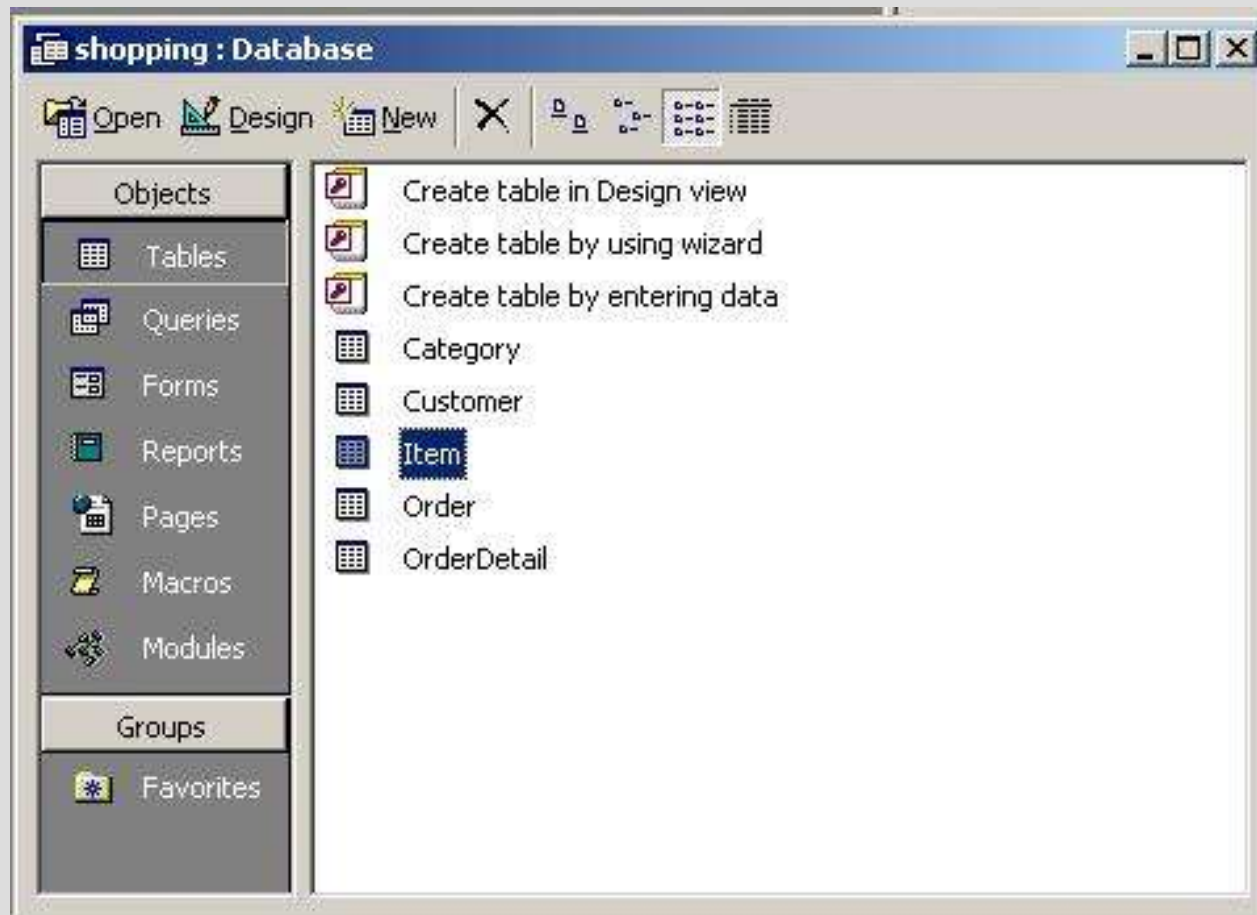 shopping : Database
Open Design New
Objects
Tables
Queries
Forms
Reports
Pages
Macros
Modules
Groups
Favorites
Create table in Design view
Create table by using wizard
Create table by entering data
Category
Customer
Item
Order
OrderDetail